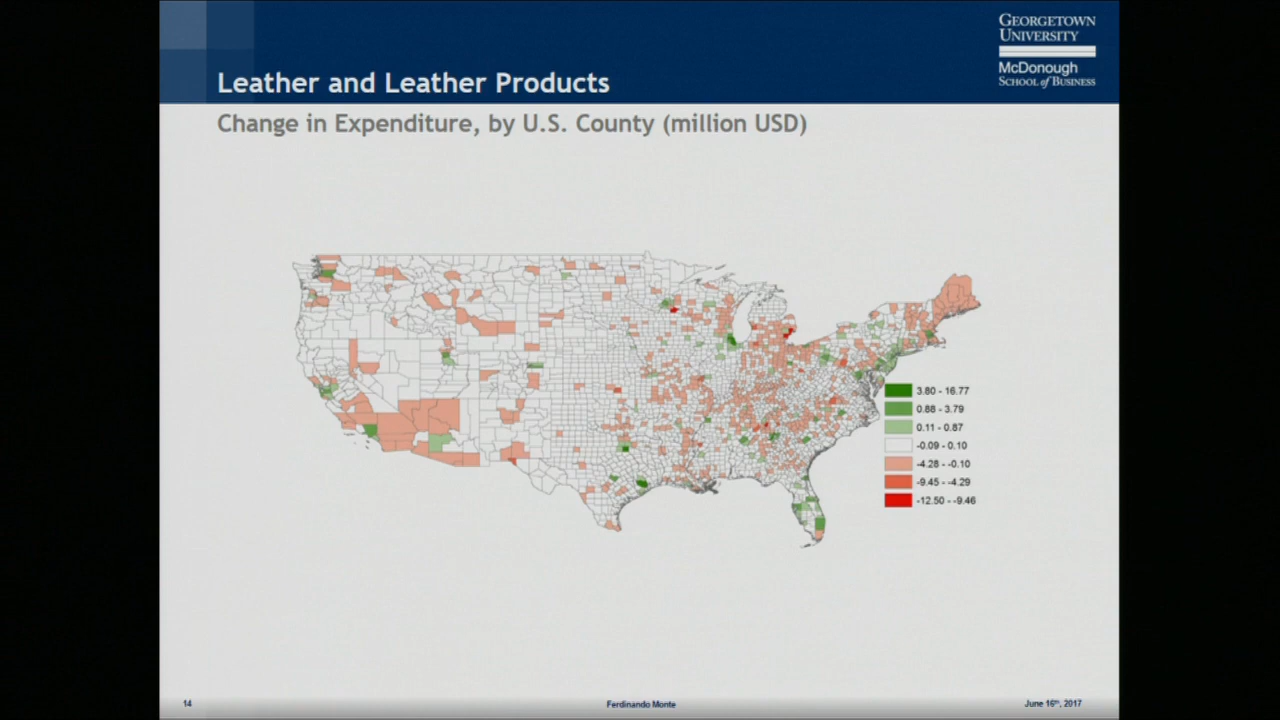 GEORGETOWN
UNIVERSITY
McDonough
SCHOOL of BUSINESS
Leather and Leather Products
Change in Expenditure, by U.S. County (million USD)
3.80 - 16.77
0.88 - 3.79
0.11 - 0.87
-0.09 - 0.10
-4.28 - -0.10
-9.45 - -4.29
-12.50 - -9.46
14
Ferdinando Monte
June 16th, 2017